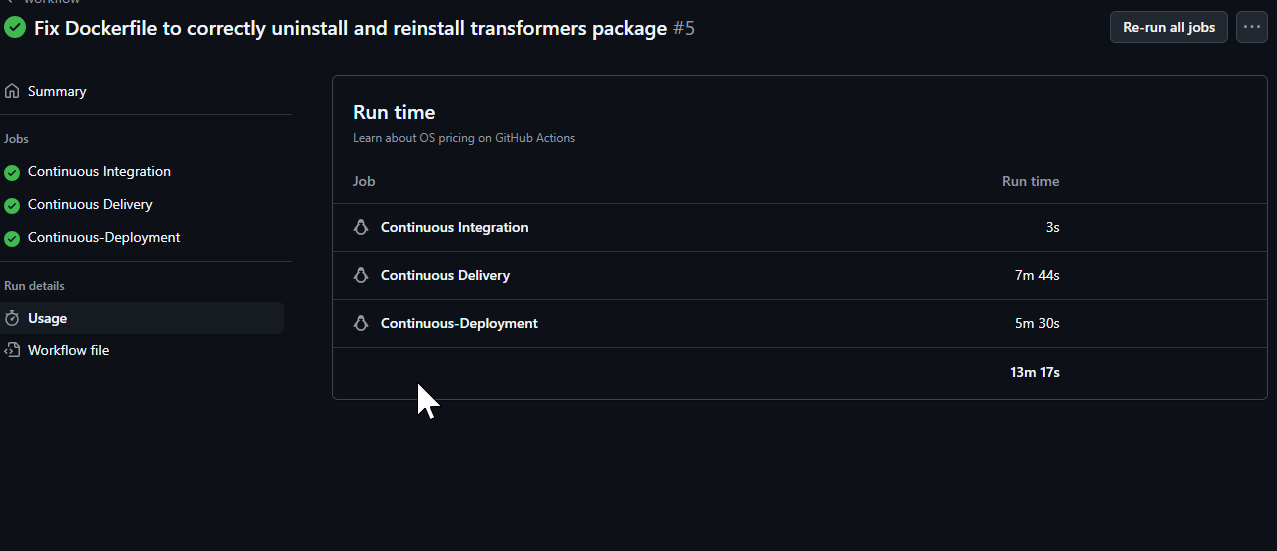 workflow
Fix Dockerfile to correctly uninstall and reinstall transformers package #5
Re-run all jobs
Summary
Jobs
Continuous Integration
Continuous Delivery
Continuous-Deployment
Run details
Usage
Workflow file
Run time
Learn about OS pricing on GitHub Actions
Job Run time
Continuous Integration 3s
Continuous Delivery 7m 44s
Continuous-Deployment 5m 30s
13m 17s